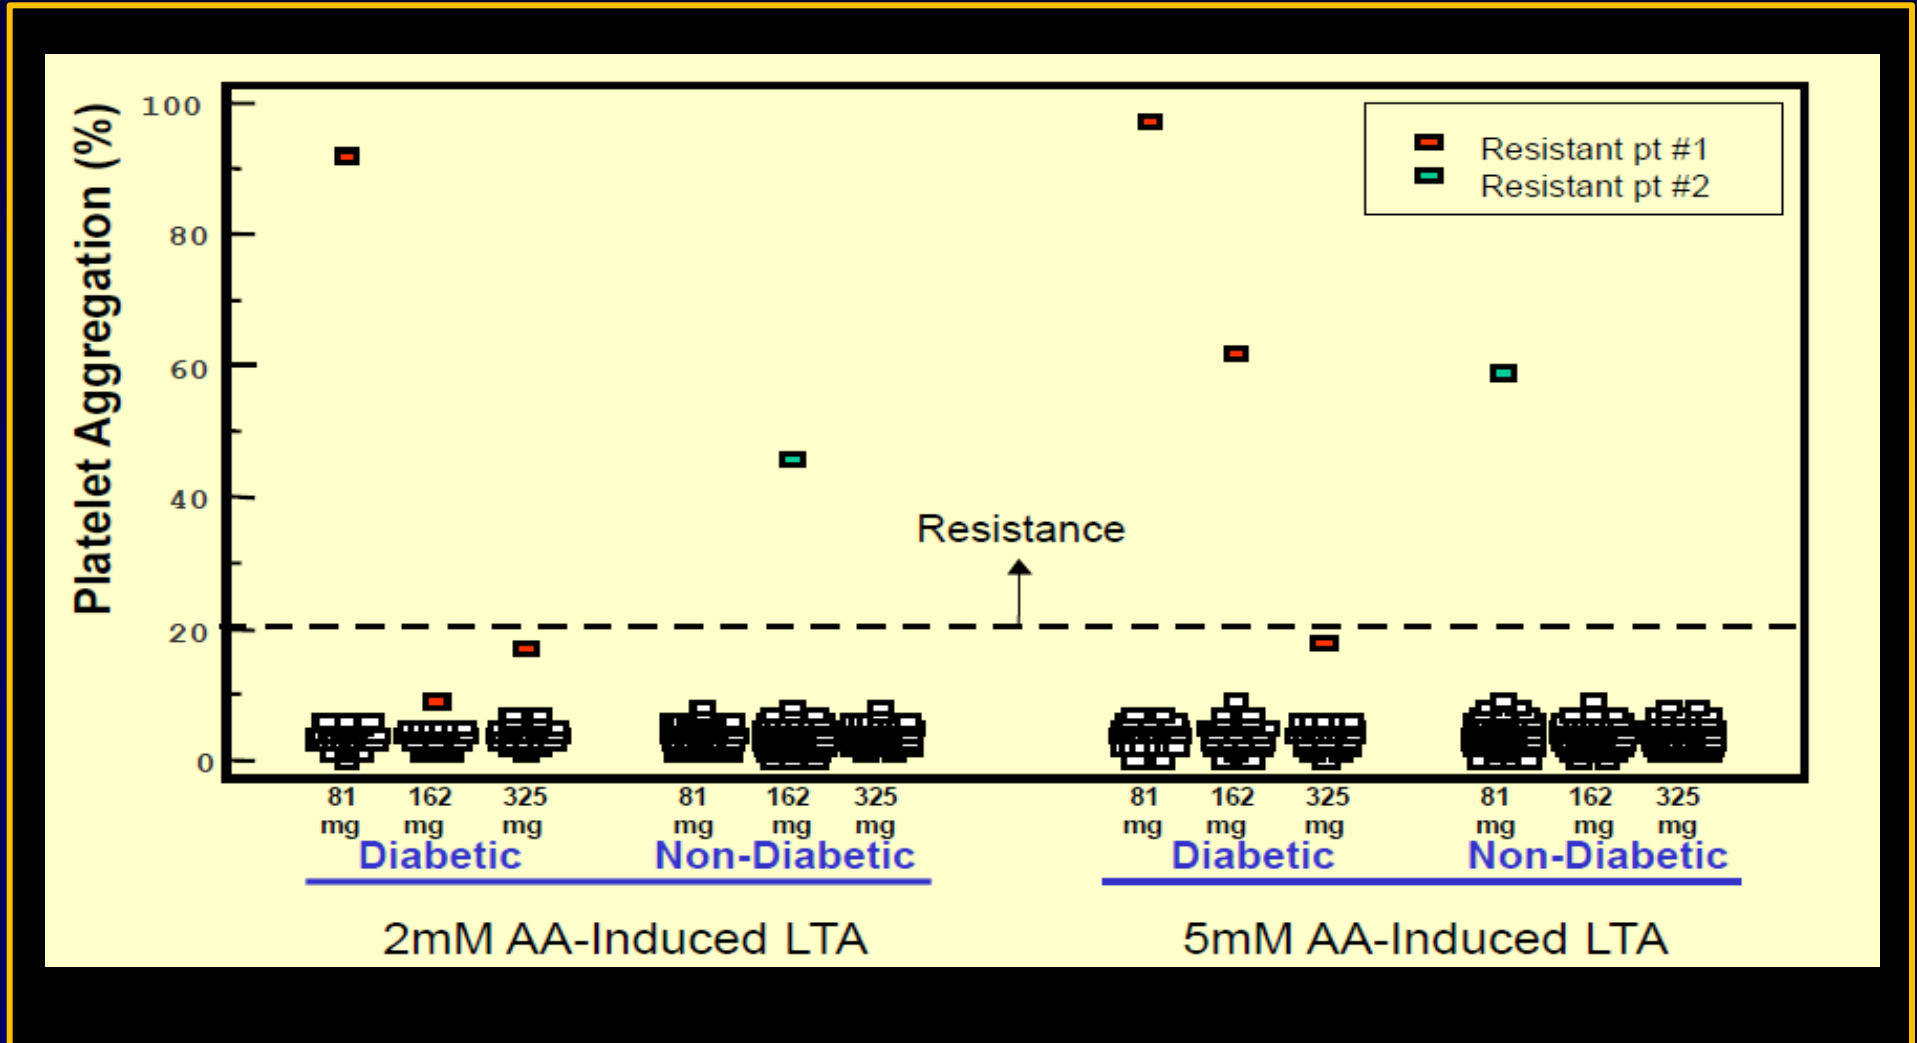 Platelet Aggregation (%)
100
80
60
40
20
0
Resistant pt #1
Resistant pt #2
Resistance
81 162 325 81 162 325 81 162 325 81 162 325
mg mg mg mg mg mg mg mg mg mg mg mg
Diabetic Non-Diabetic Diabetic Non-Diabetic
2mM AA-Induced LTA 5mM AA-Induced LTA